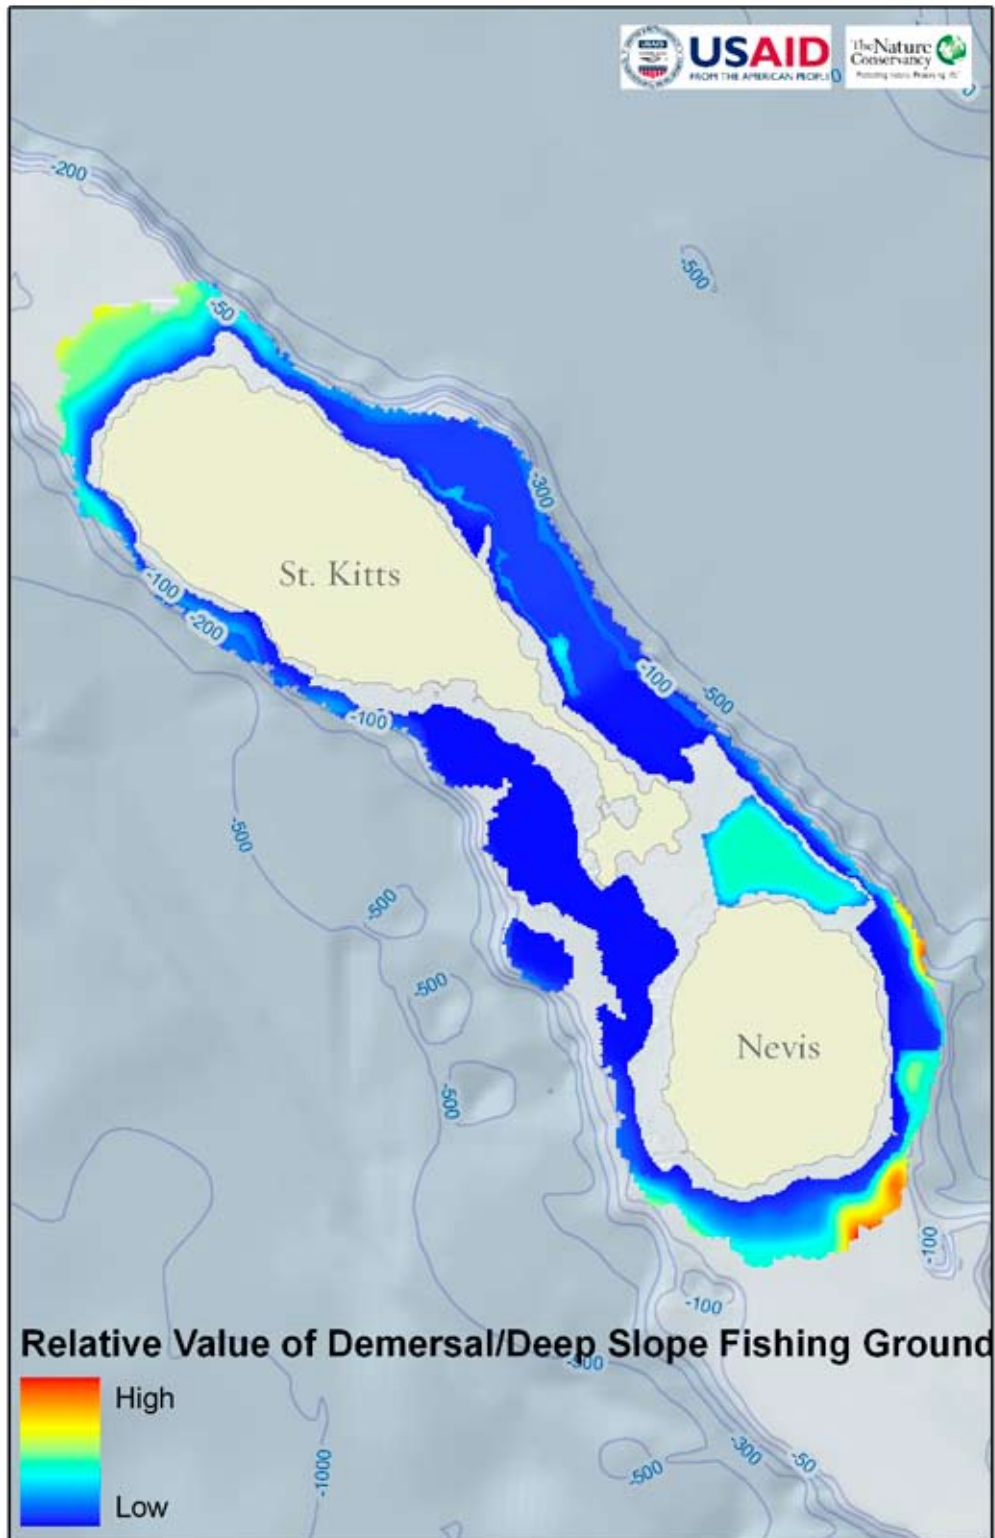 USAID
FROM THE AMERICAN PEOPLE
The Nature
Conservancy
-200
-500
-50
-300
St. Kitts
-100
-200
-100
-500
-100
-500
-500
-500
Nevis
-500
-100
-100
Relative Value of Demersal/Deep Slope Fishing Ground
High
Low
-300
-50
-500
-1000